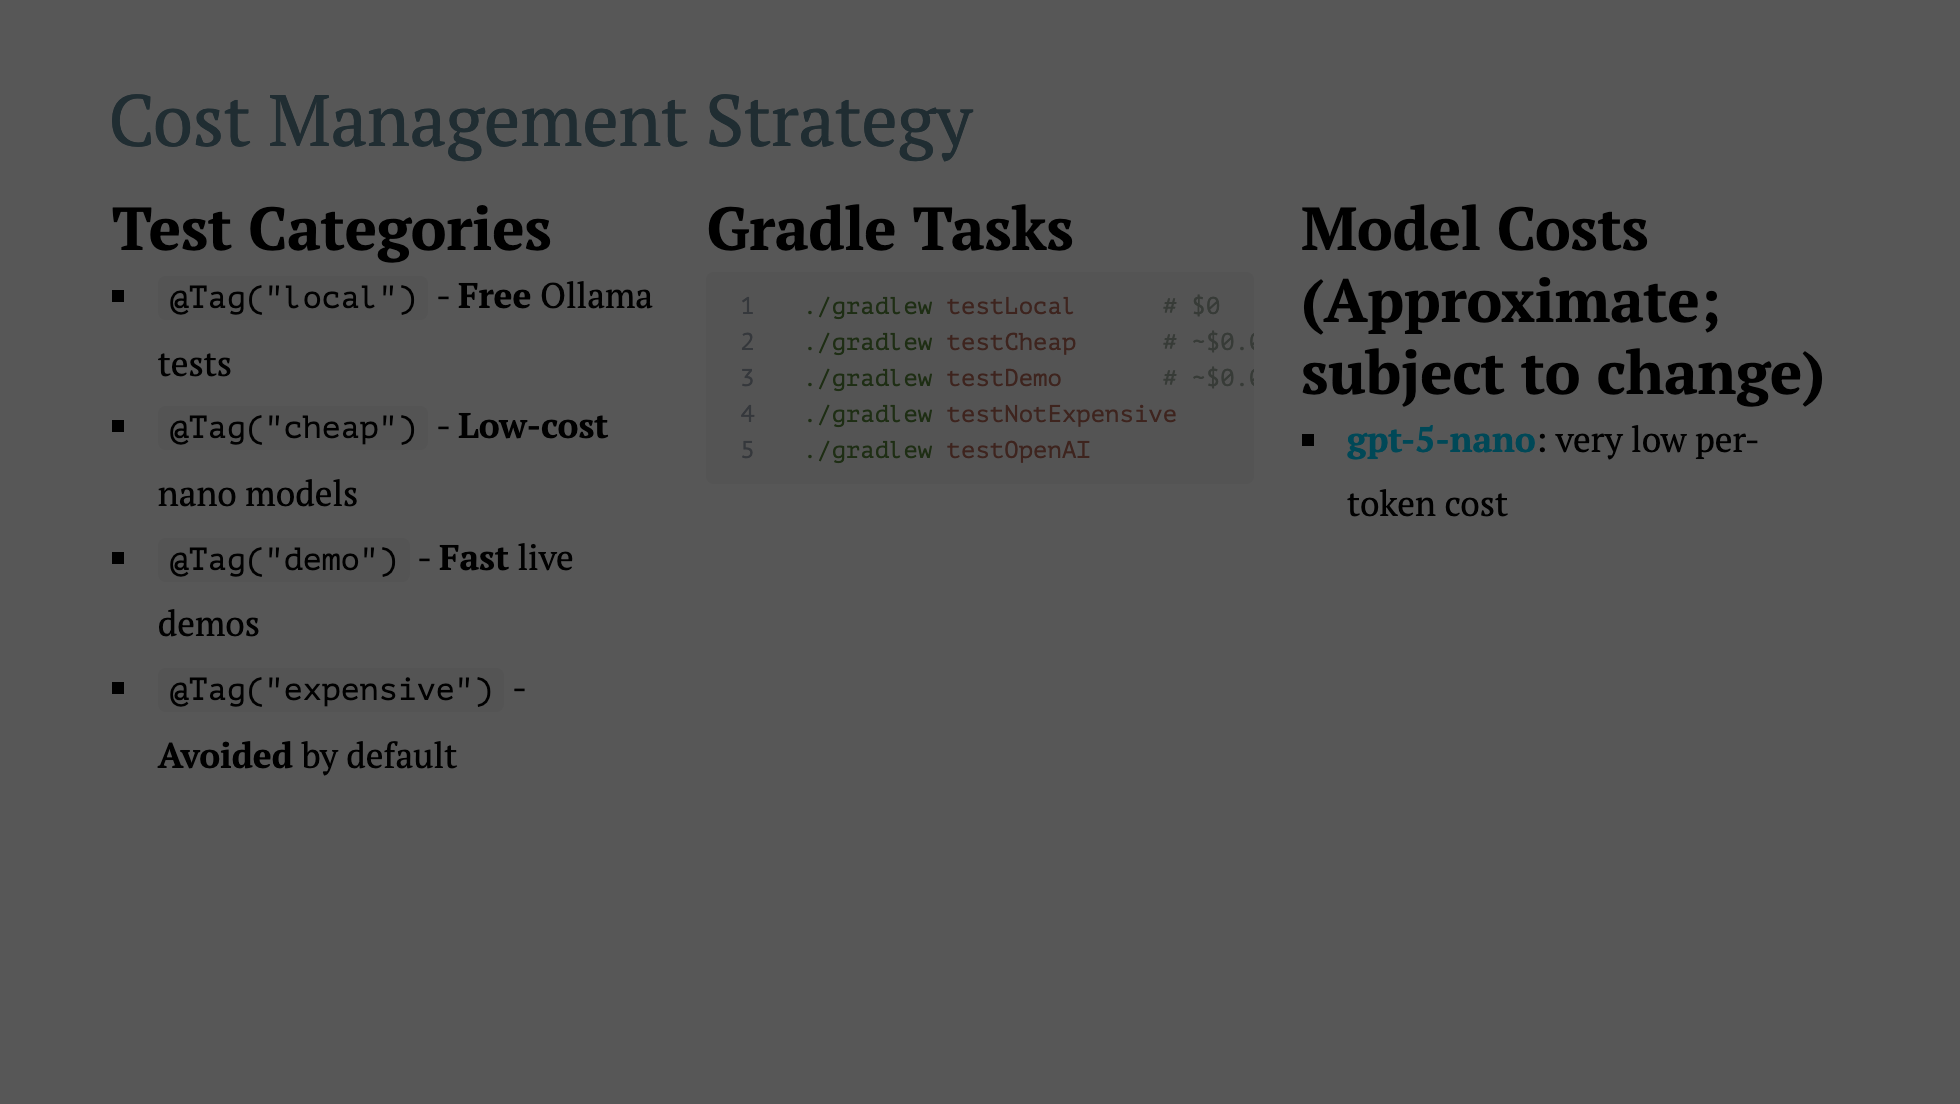 Cost Management Strategy
Test Categories
@Tag("local") - Free Ollama
tests
@Tag("cheap") - Low-cost
nano models
@Tag("demo") - Fast live
demos
@Tag("expensive") -
Avoided by default
Gradle Tasks
1 ./gradlew testLocal # $0
2 ./gradlew testCheap # ~$0.0
3 ./gradlew testDemo # ~$0.0
4 ./gradlew testNotExpensive
5 ./gradlew testOpenAI
Model Costs
(Approximate;
subject to change)
gpt-5-nano: very low per-
token cost